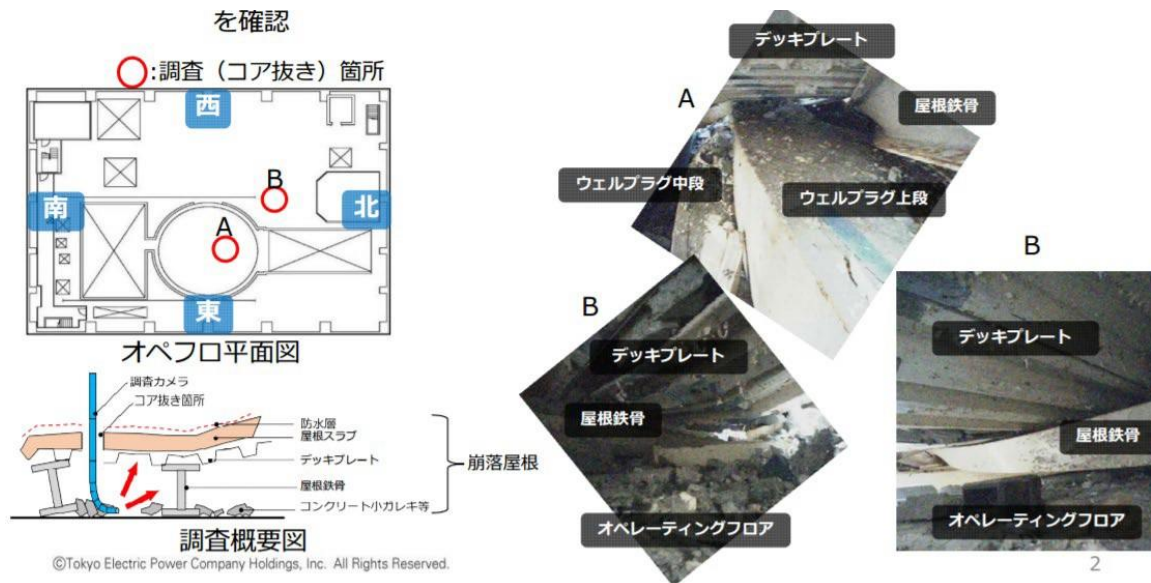 を確認
○:調査（コア抜き）箇所
西
B
南
北
A
東
オペフロ平面図
調査カメラ
コア抜き箇所
防水層
屋根スラブ
デッキプレート
崩落屋根
屋根鉄骨
コンクリート小ガレキ等
調査概要図
©Tokyo Electric Power Company Holdings, Inc. All Rights Reserved.
デッキプレート
A
屋根鉄骨
ウェルプラグ中段
ウェルプラグ上段
B
デッキプレート
屋根鉄骨
オペレーティングフロア
B
デッキプレート
屋根鉄骨
オペレーティングフロア
2